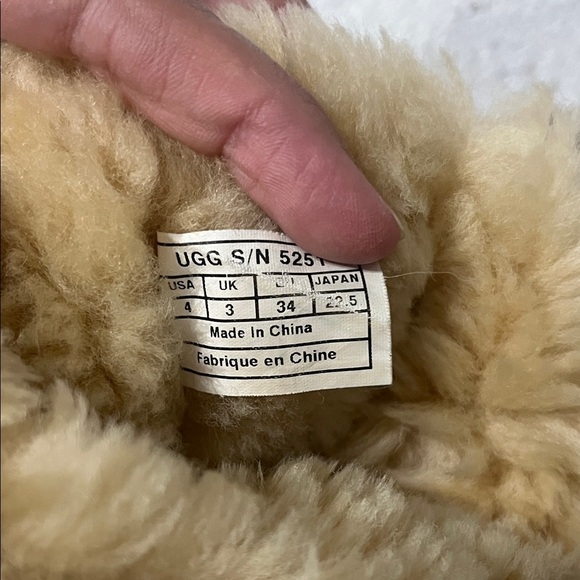 UGG S/N 5251
USA UK JAPAN
4 3 34 22.5
Made In China
Fabrique en Chine